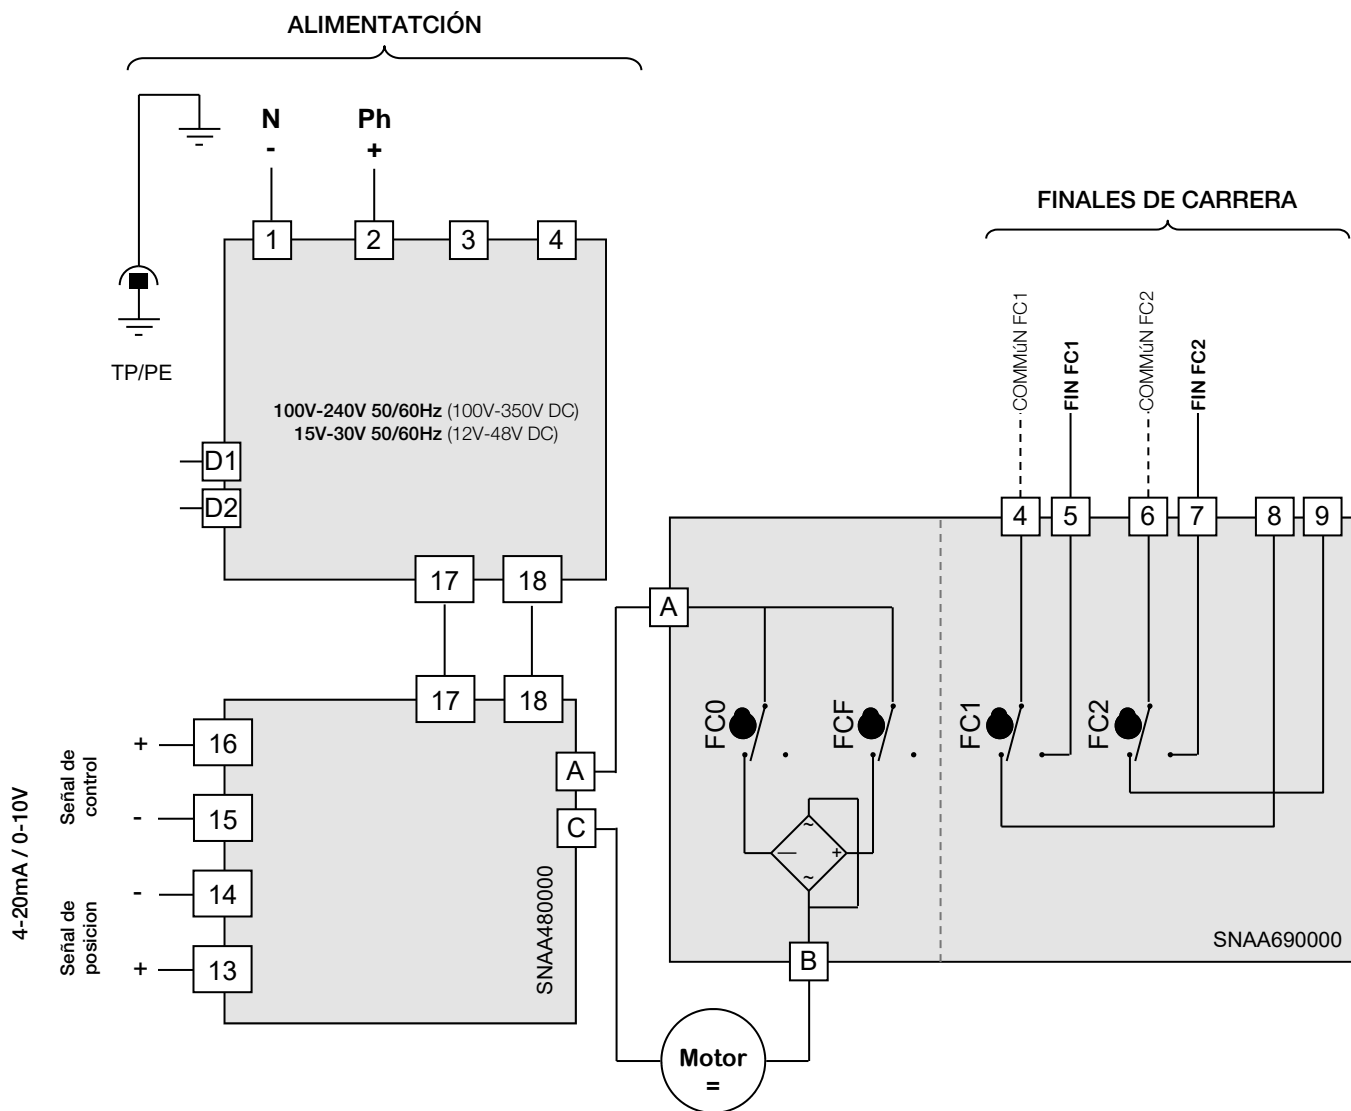 ALIMENTATCIÓN
N
-
Ph
+
1
2
3
4
TP/PE
100V-240V 50/60Hz (100V-350V DC)
15V-30V 50/60Hz (12V-48V DC)
D1
D2
17
18
17
18
16
15
14
13
+
-
-
+
Señal de
control
Señal de
posicion
4-20mA / 0-10V
A
C
SNAA480000
FINALES DE CARRERA
COMMúN FC1
FIN FC1
COMMúN FC2
FIN FC2
4
5
6
7
8
9
A
FC0
FCF
FC1
FC2
~
—
+
~
B
SNAA690000
Motor
=